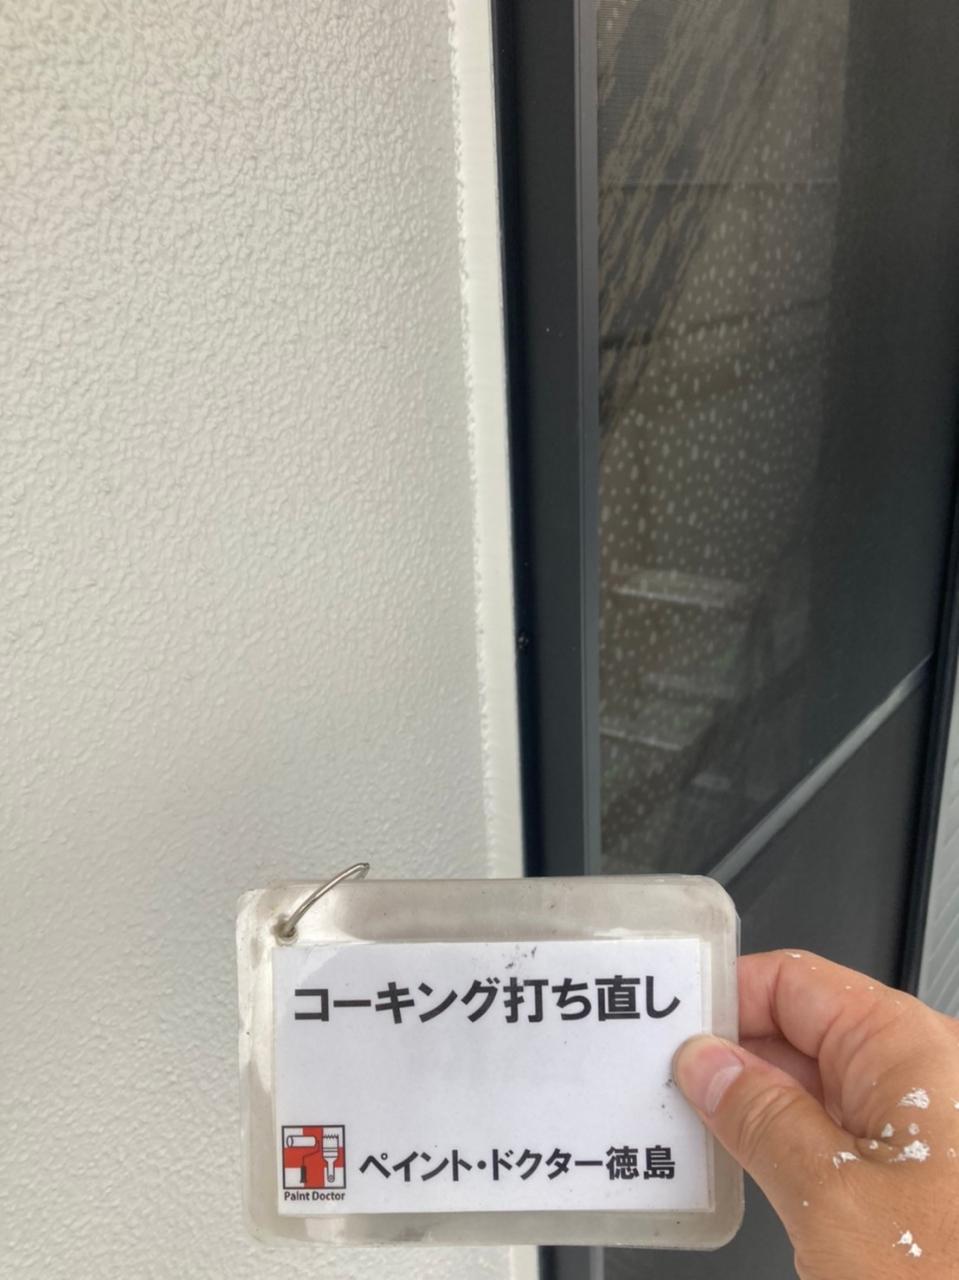 コーキング打ち直し
ペイント・ドクター徳島
Paint Doctor